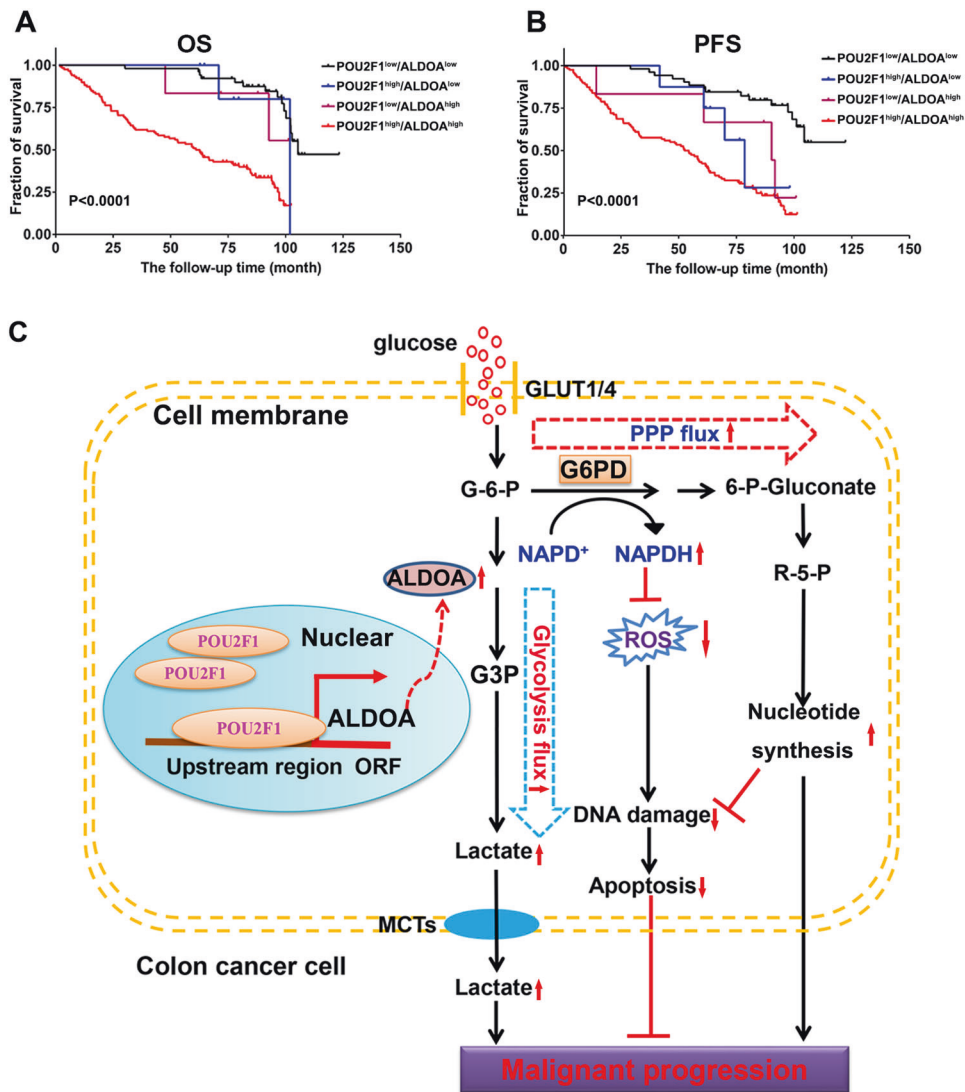 A
OS
Fraction of survival
1.00
0.75
0.50
0.25
0.00
P<0.0001
POU2F1low/ALDOAlow
POU2F1high/ALDOAlow
POU2F1low/ALDOAhigh
POU2F1high/ALDOAhigh
0 25 50 75 100 125 150
The follow-up time (month)
B
PFS
Fraction of survival
1.00
0.75
0.50
0.25
0.00
P<0.0001
POU2F1low/ALDOAlow
POU2F1high/ALDOAlow
POU2F1low/ALDOAhigh
POU2F1high/ALDOAhigh
0 25 50 75 100 125 150
The follow-up time (month)
C
glucose
GLUT1/4
Cell membrane
PPP flux
G6PD
G-6-P
6-P-Gluconate
NAPD+
NAPDH
R-5-P
ALDOA
ROS
Glycolysis flux
POU2F1
Nuclear
POU2F1
G3P
ALDOA
POU2F1
Upstream region ORF
Nucleotide
synthesis
DNA damage
Lactate
Apoptosis
MCTs
Colon cancer cell
Lactate
Malignant progression